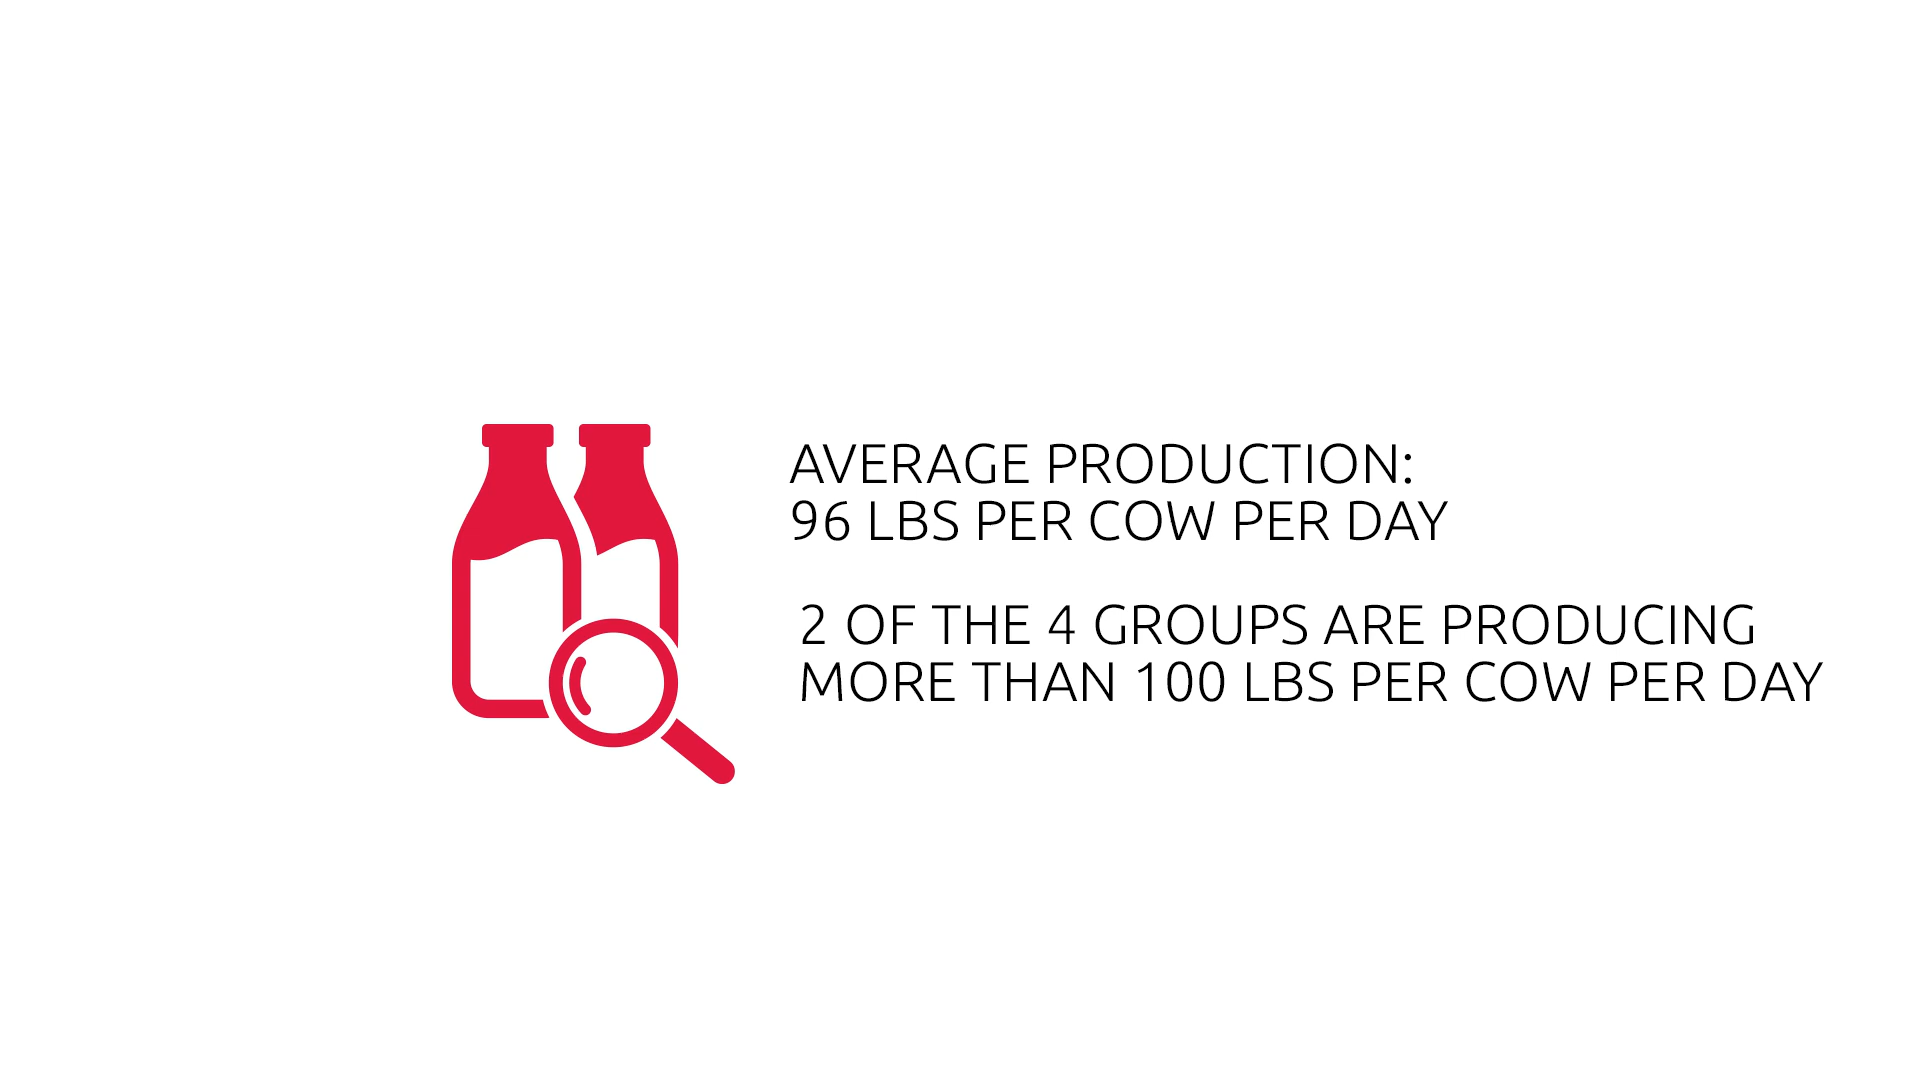 AVERAGE PRODUCTION:
96 LBS PER COW PER DAY
2 OF THE 4 GROUPS ARE PRODUCING
MORE THAN 100 LBS PER COW PER DAY